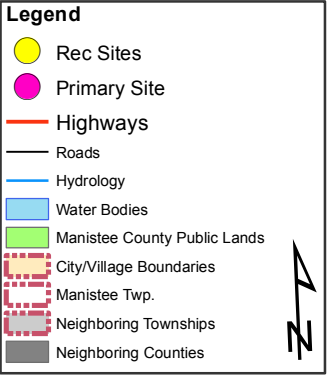 Legend
Rec Sites
Primary Site
Highways
Roads
Hydrology
Water Bodies
Manistee County Public Lands
City/Village Boundaries
Manistee Twp.
Neighboring Townships
Neighboring Counties
N